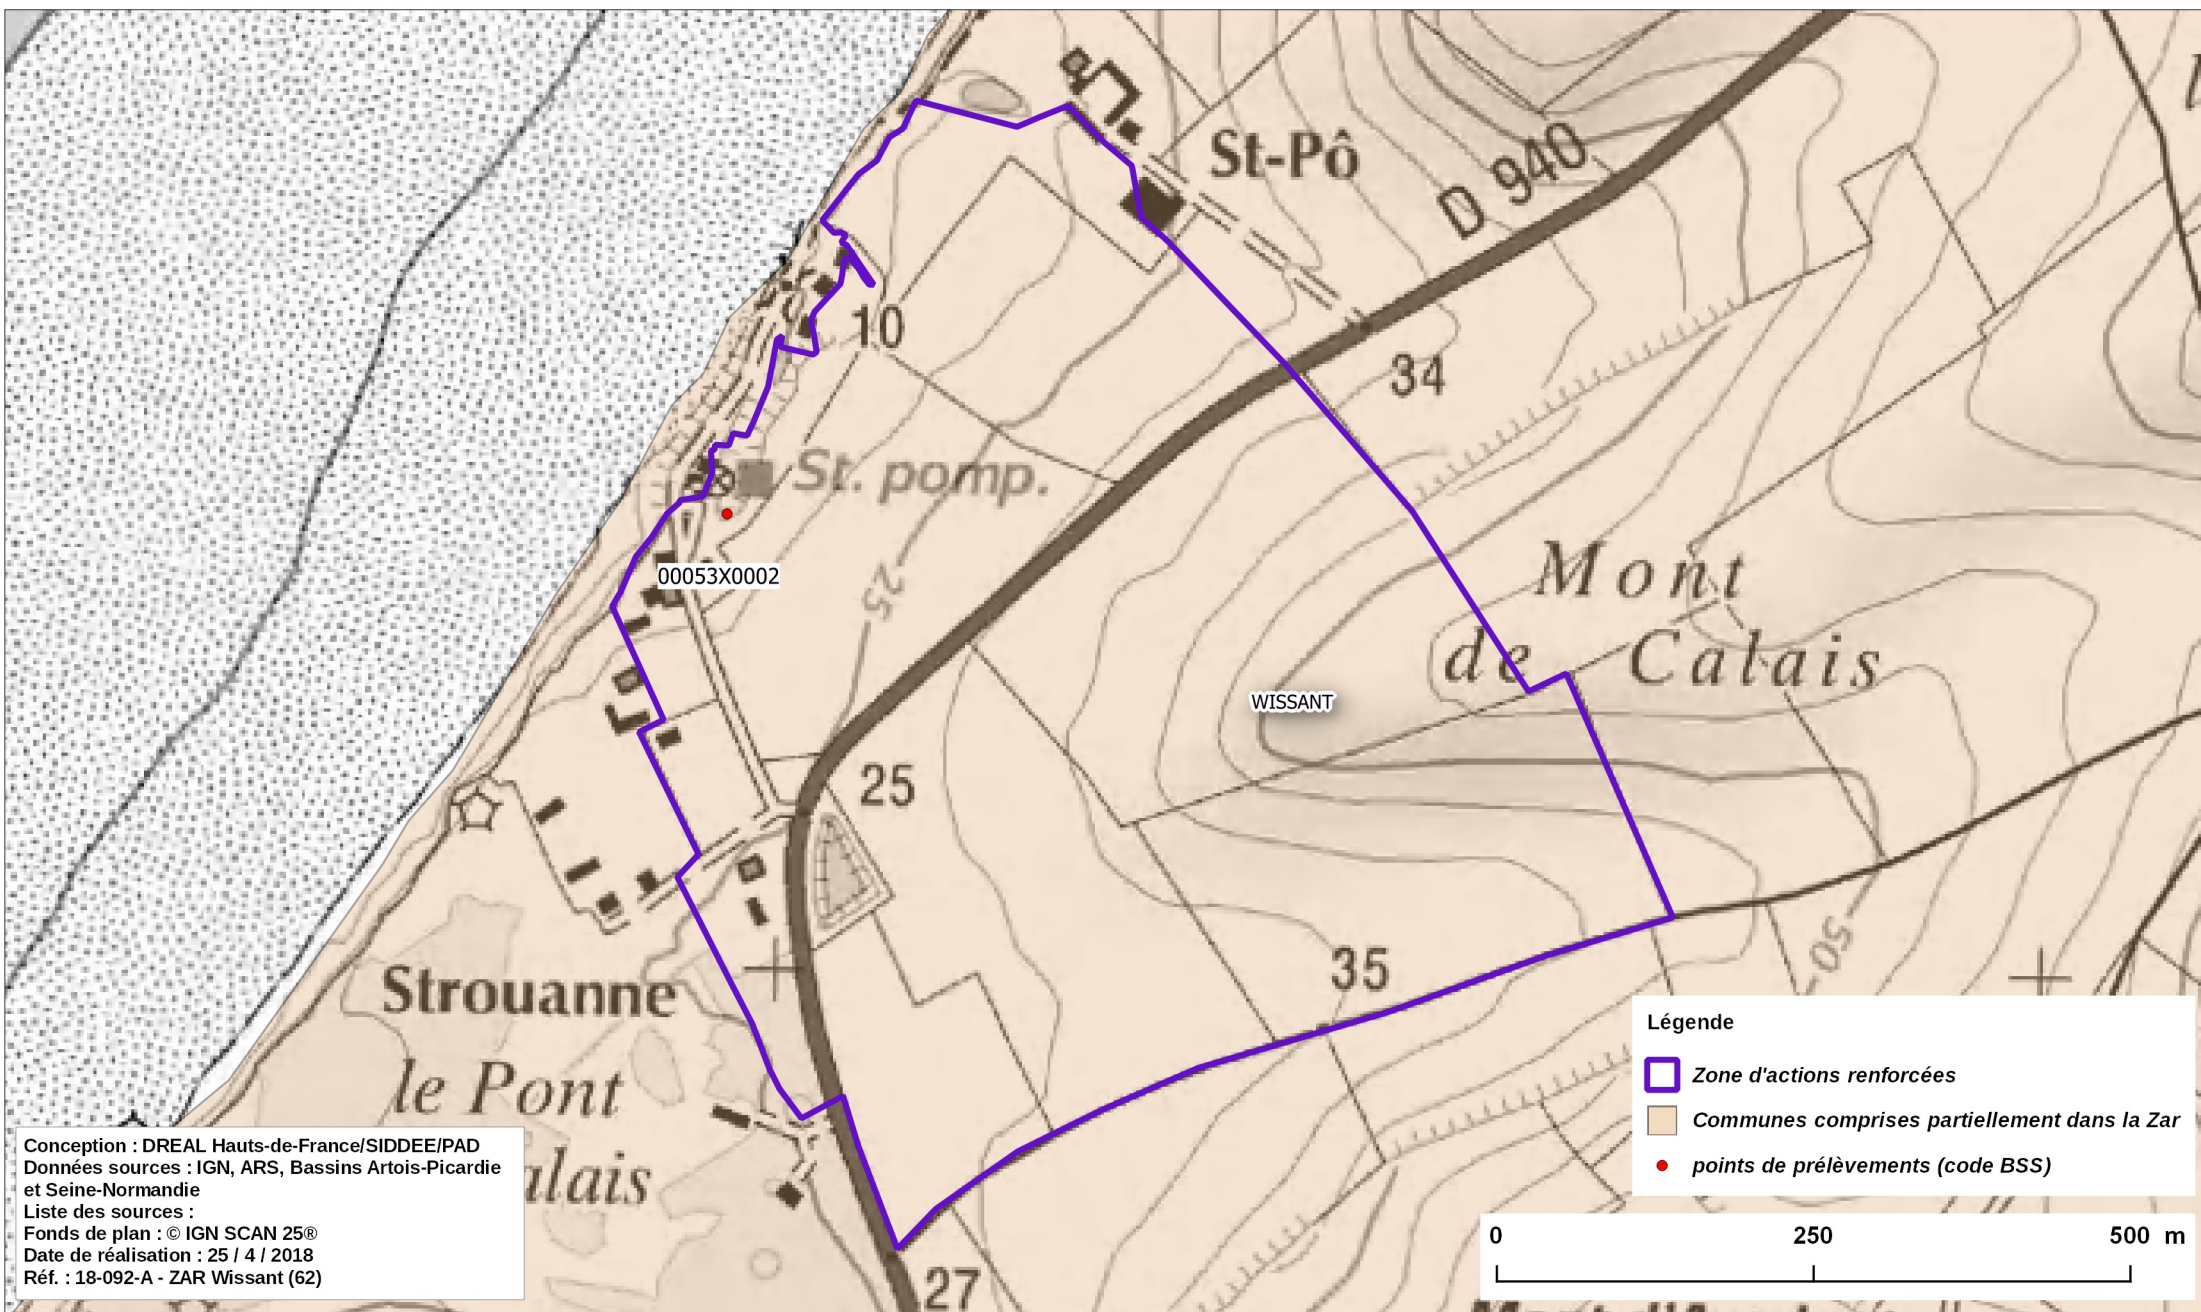 St-Pô
D 940
10
34
St. pomp.
00053X0002
25
Mont
de Calais
WISSANT
25
35
50
Strouanne
le Pont
alais
27
Légende
Zone d'actions renforcées
Communes comprises partiellement dans la Zar
points de prélèvements (code BSS)
0 250 500 m
Conception : DREAL Hauts-de-France/SIDDEE/PAD
Données sources : IGN, ARS, Bassins Artois-Picardie
et Seine-Normandie
Liste des sources :
Fonds de plan : © IGN SCAN 25®
Date de réalisation : 25 / 4 / 2018
Réf. : 18-092-A - ZAR Wissant (62)